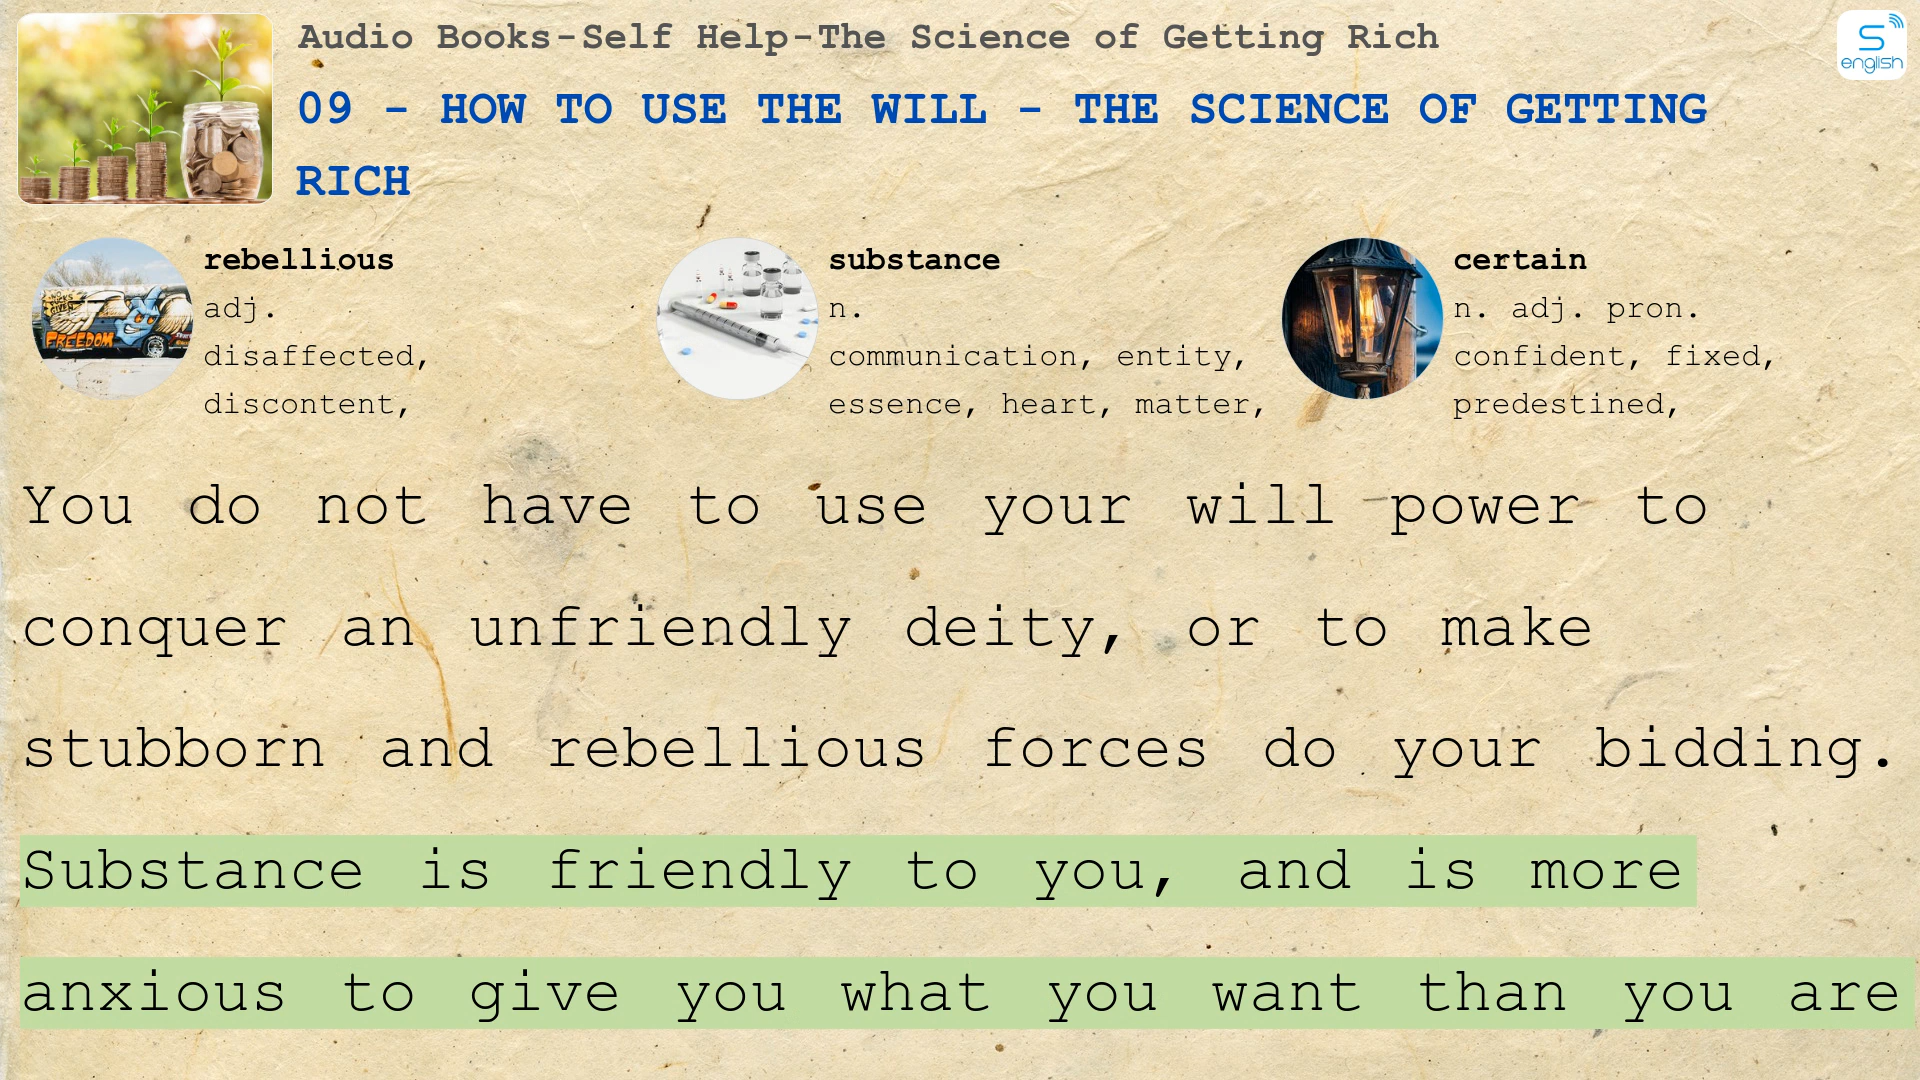 Audio Books-Self Help-The Science of Getting Rich
S
english
09 - HOW TO USE THE WILL - THE SCIENCE OF GETTING
RICH
rebellious
adj.
disaffected,
discontent,
FREEDOM
substance
n.
communication, entity,
essence, heart, matter,
certain
n. adj. pron.
confident, fixed,
predestined,
You do not have to use your will power to
conquer an unfriendly deity, or to make
stubborn and rebellious forces do your bidding.
Substance is friendly to you, and is more
anxious to give you what you want than you are